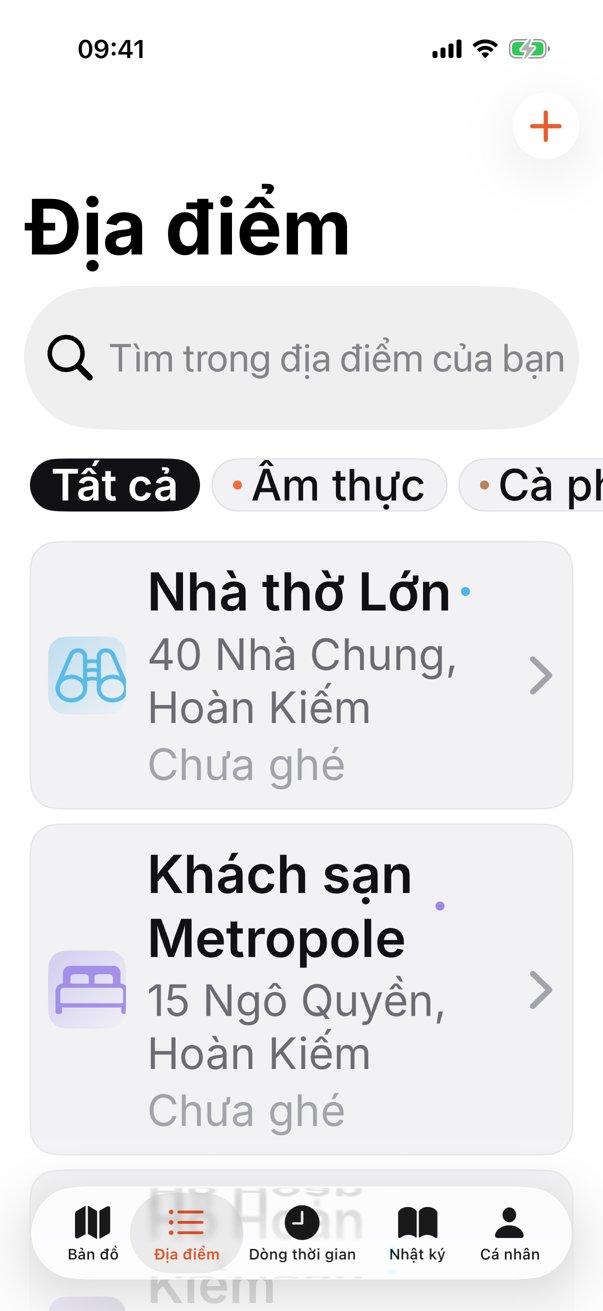 09:41
Địa điểm
Tìm trong địa điểm của bạn
Tất cả
Ẩm thực
Cà ph
Nhà thờ Lớn
40 Nhà Chung,
Hoàn Kiếm
Chưa ghé
Khách sạn
Metropole
15 Ngô Quyền,
Hoàn Kiếm
Chưa ghé
Kiếm
Bản đồ
Địa điểm
Dòng thời gian
Nhật ký
Cá nhân